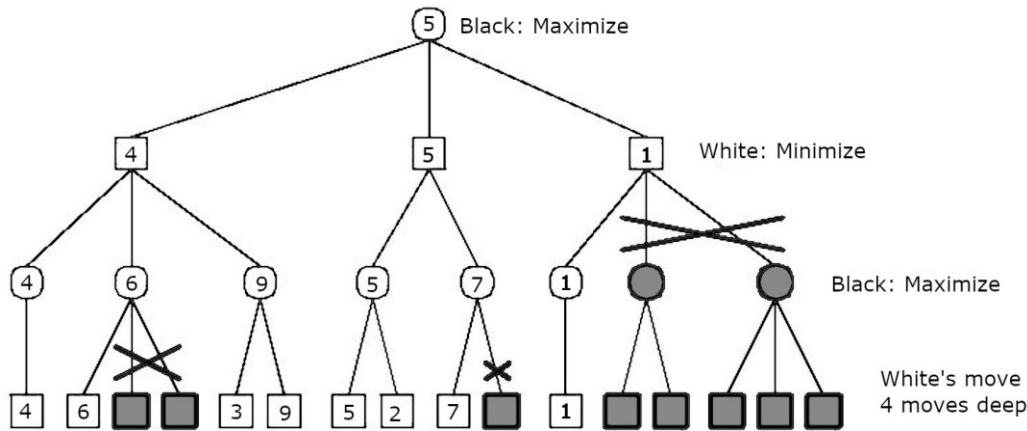 5 Black: Maximize
4 5 1 White: Minimize
4 6 9 5 7 1 Black: Maximize
White's move
4 6 3 9 5 2 7 1
4 moves deep